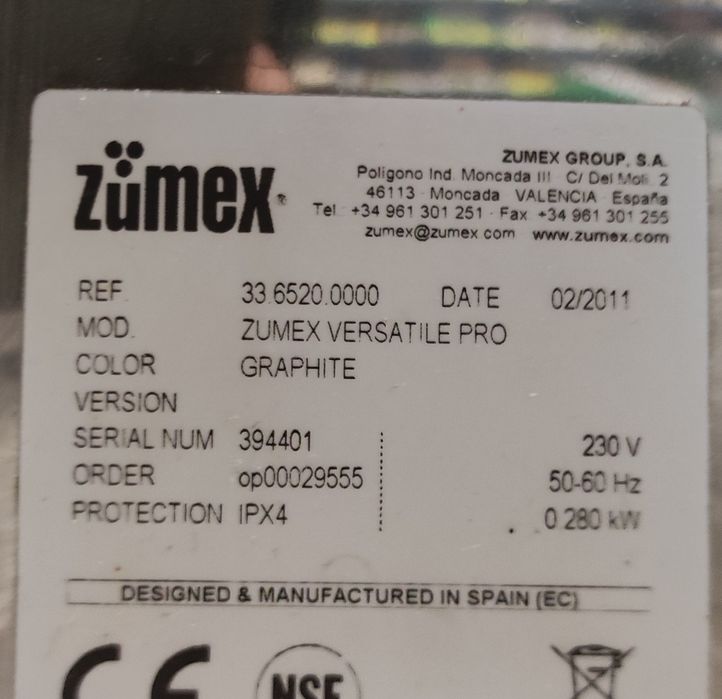 zümex®
ZUMEX GROUP, S.A.
Poligono Ind. Moncada III · C/ Del Moli, 2
46113 · Moncada VALENCIA · España
Tel. +34 961 301 251 · Fax +34 961 301 255
zumex@zumex.com www.zumex.com
REF. 33.6520.0000 DATE 02/2011
MOD. ZUMEX VERSATILE PRO
COLOR GRAPHITE
VERSION
SERIAL NUM 394401 230 V
ORDER op00029555 50-60 Hz
PROTECTION IPX4 0.280 kW
DESIGNED & MANUFACTURED IN SPAIN (EC)
CE NSF